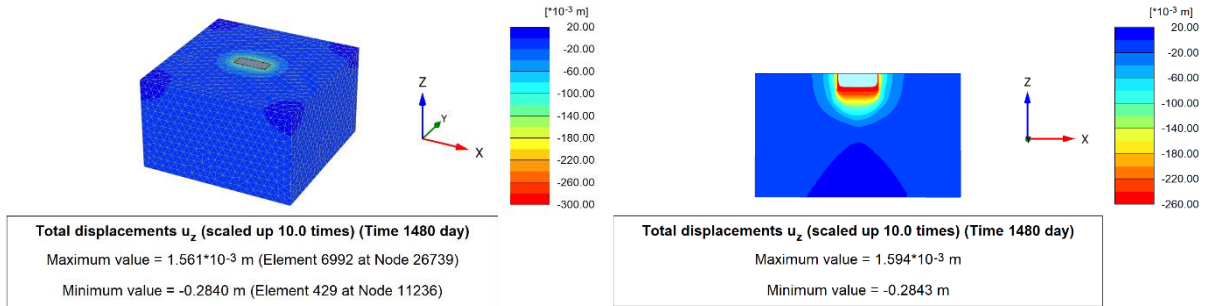 [*10⁻³ m]
20.00
-20.00
-60.00
-100.00
-140.00
-180.00
-220.00
-260.00
-300.00
Z
Y
X
Total displacements u_z (scaled up 10.0 times) (Time 1480 day)
Maximum value = 1.561*10⁻³ m (Element 6992 at Node 26739)
Minimum value = -0.2840 m (Element 429 at Node 11236)
[*10⁻³ m]
20.00
-20.00
-60.00
-100.00
-140.00
-180.00
-220.00
-260.00
Z
X
Total displacements u_z (scaled up 10.0 times) (Time 1480 day)
Maximum value = 1.594*10⁻³ m
Minimum value = -0.2843 m